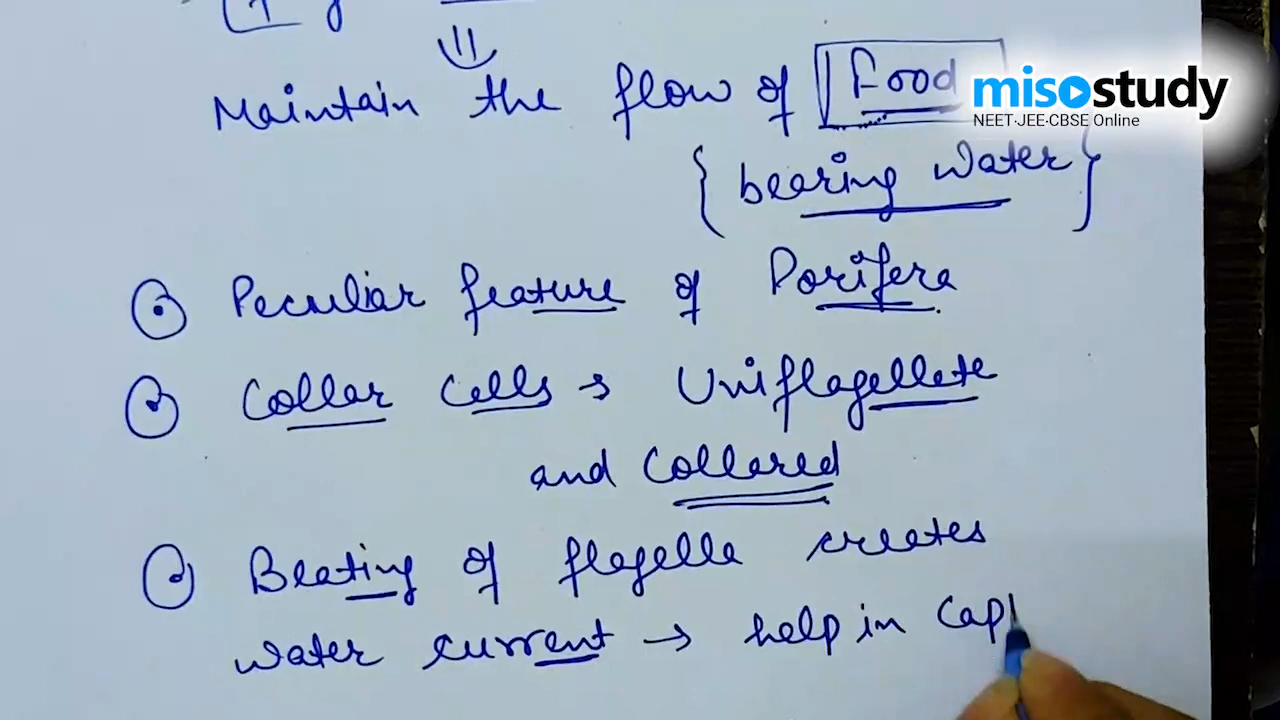 Maintain the flow of Food
{ bearing water }
Peculiar feature of Porifera
Collar Cells → Uniflagellate
and Collared
Beating of flagella creates
water current → help in Cap
misostudy
NEET-JEE-CBSE Online